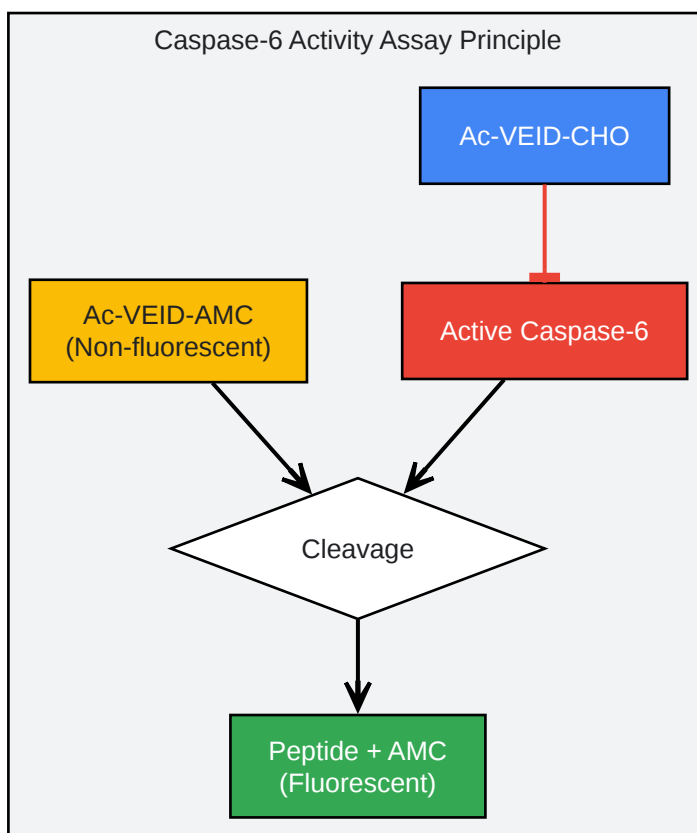 Caspase-6 Activity Assay Principle
Ac-VEID-CHO
Ac-VEID-AMC
(Non-fluorescent)
Active Caspase-6
Cleavage
Peptide + AMC
(Fluorescent)